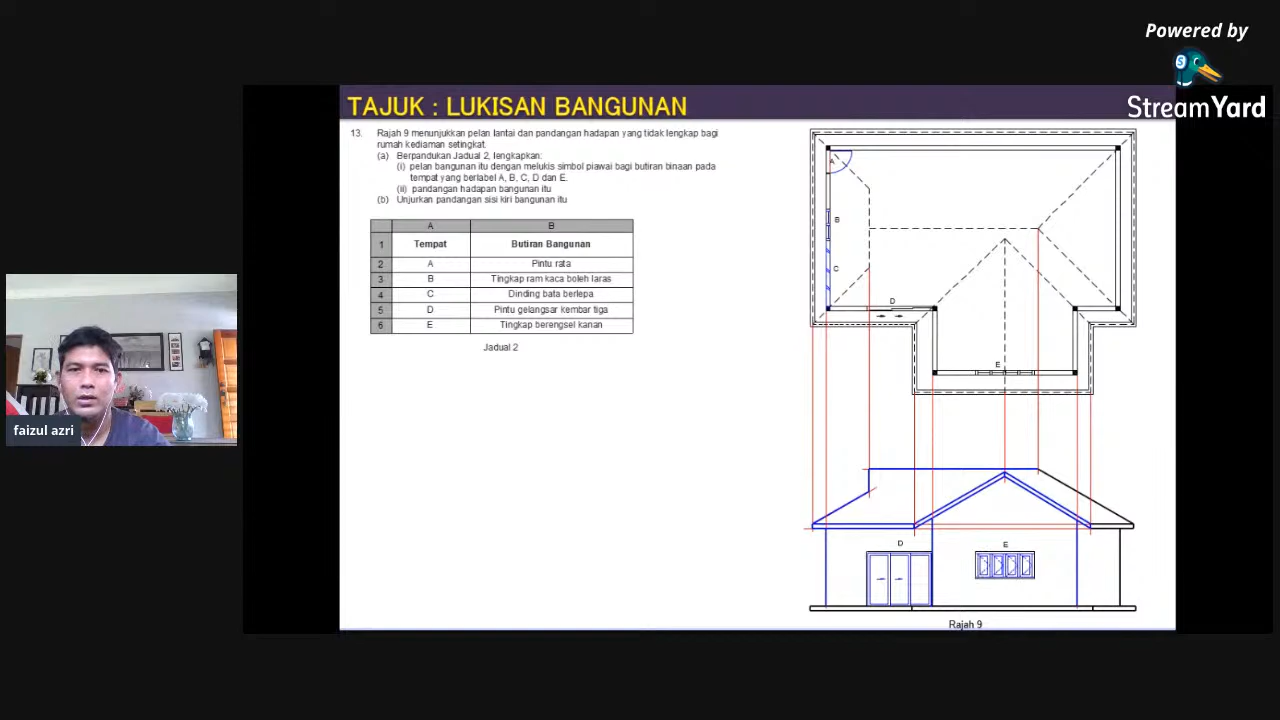 Powered by
StreamYard
TAJUK : LUKISAN BANGUNAN
13. Rajah 9 menunjukkan pelan lantai dan pandangan hadapan yang tidak lengkap bagi
rumah kediaman setingkat.
(a) Berpandukan Jadual 2, lengkapkan:
(i) pelan bangunan itu dengan melukis simbol piawai bagi butiran binaan pada
tempat yang berlabel A, B, C, D dan E.
(ii) pandangan hadapan bangunan itu
(b) Unjurkan pandangan sisi kiri bangunan itu
A B
1 Tempat Butiran Bangunan
2 A Pintu rata
3 B Tingkap ram kaca boleh laras
4 C Dinding bata berlepa
5 D Pintu gelangsar kembar tiga
6 E Tingkap berengsel kanan
Jadual 2
A
B
C
D
E
D
E
Rajah 9
faizul azri